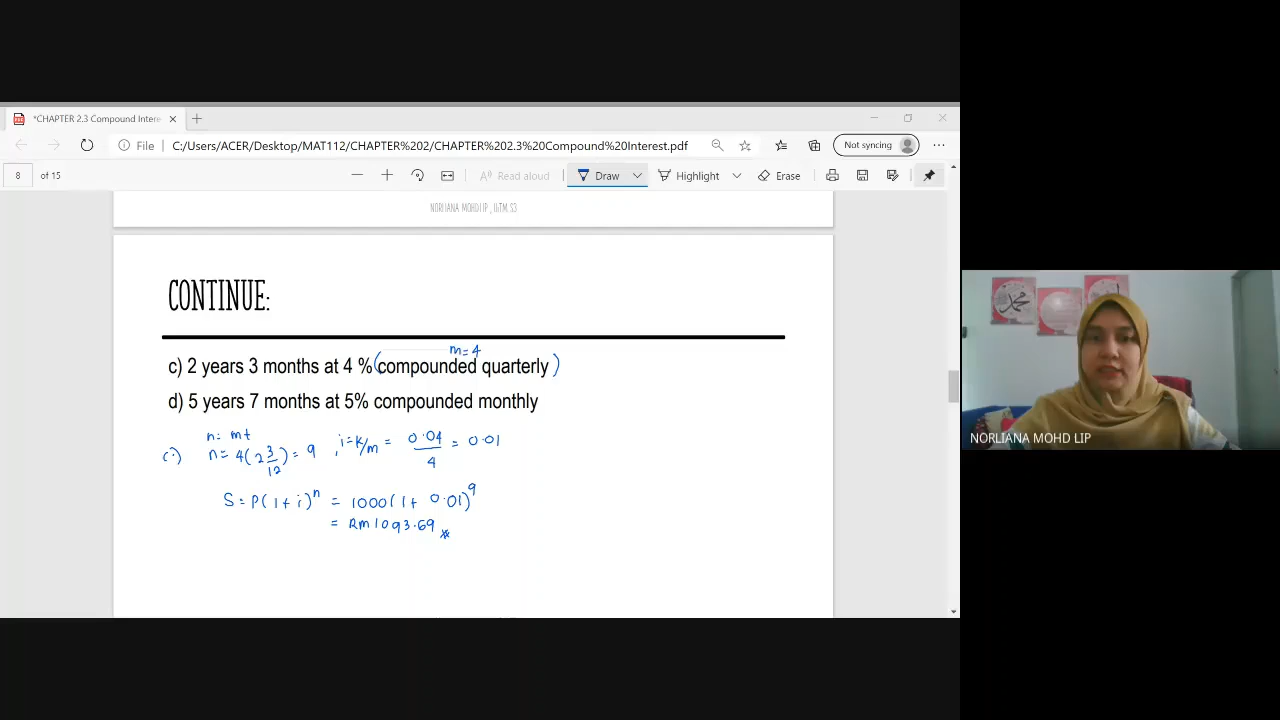 *CHAPTER 2.3 Compound Intere
File C:/Users/ACER/Desktop/MAT112/CHAPTER%202/CHAPTER%202.3%20Compound%20Interest.pdf Not syncing
8 of 15 Read aloud Draw Highlight Erase
NORLIANA MOHD LIP, UiTM S3
CONTINUE:
m=4
c) 2 years 3 months at 4 % (compounded quarterly)
d) 5 years 7 months at 5% compounded monthly
n= mt
c.) n= 4(2 3/12) = 9 , i=k/m = 0.04/4 = 0.01
S = P(1+i)^n = 1000(1+ 0.01)^9
= RM1093.69 *
NORLIANA MOHD LIP